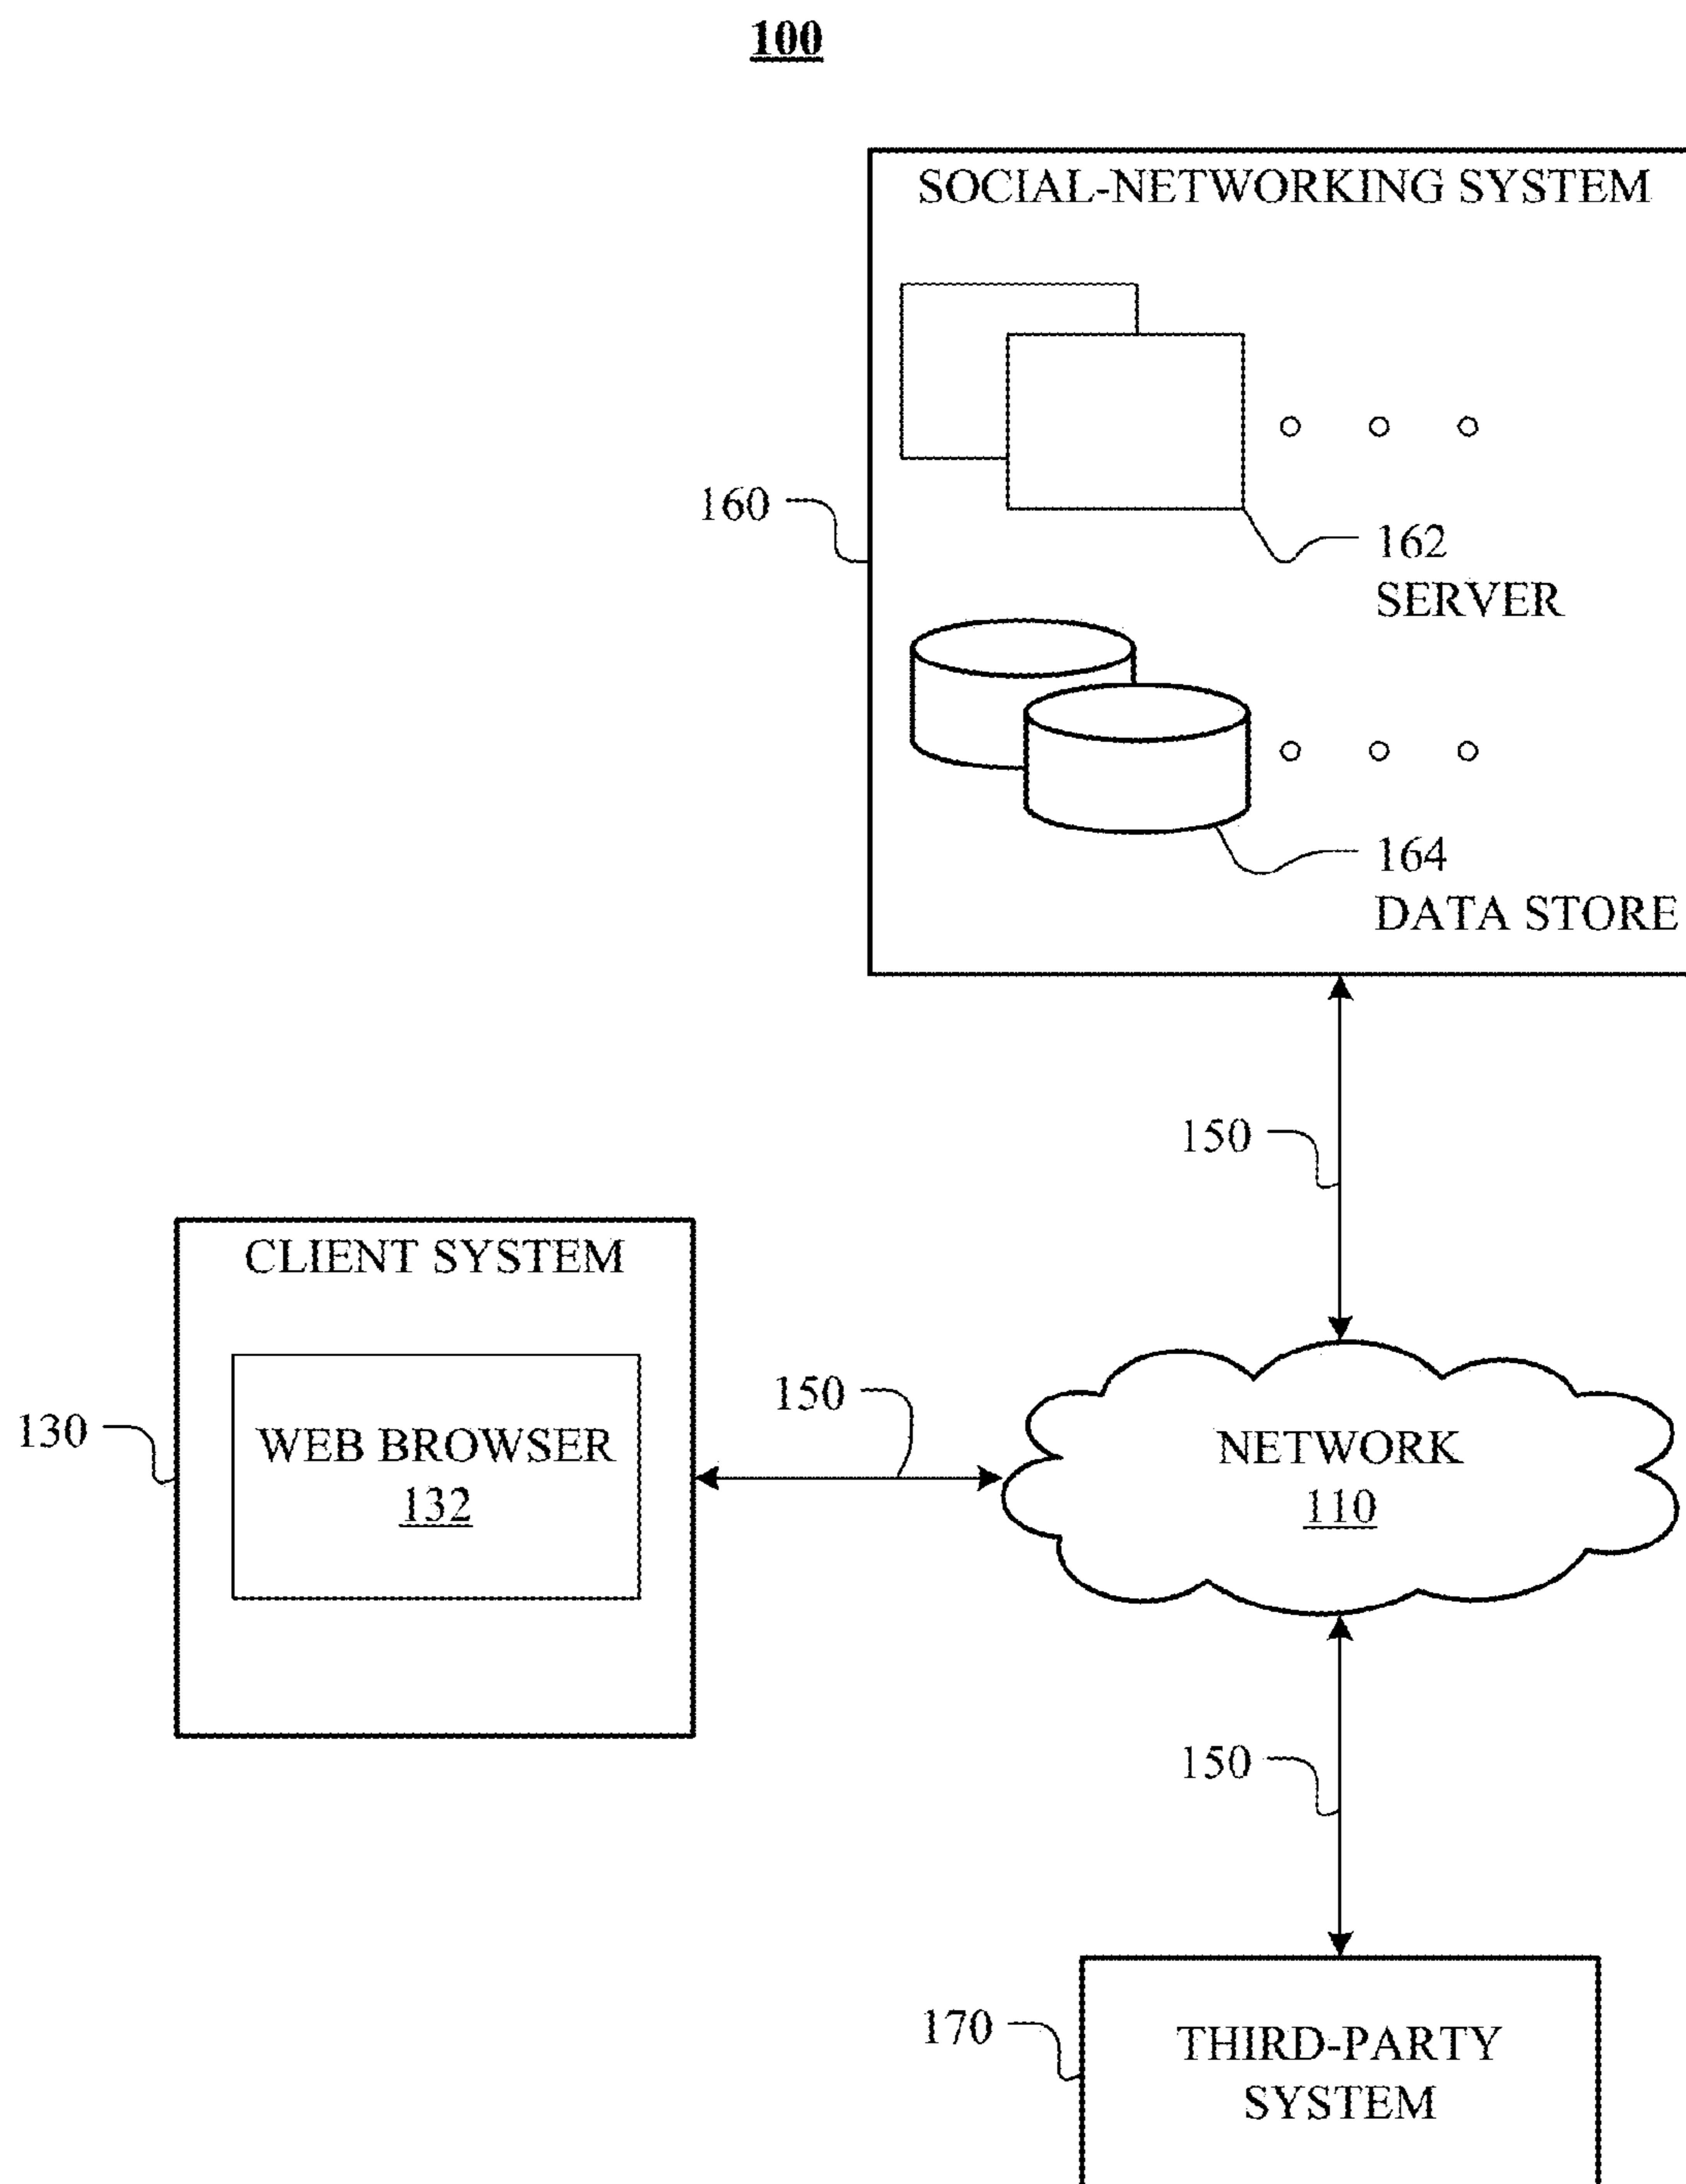 100
SOCIAL-NETWORKING SYSTEM
160
162
SERVER
164
DATA STORE
150
CLIENT SYSTEM
130
WEB BROWSER
132
150
NETWORK
110
150
170
THIRD-PARTY
SYSTEM